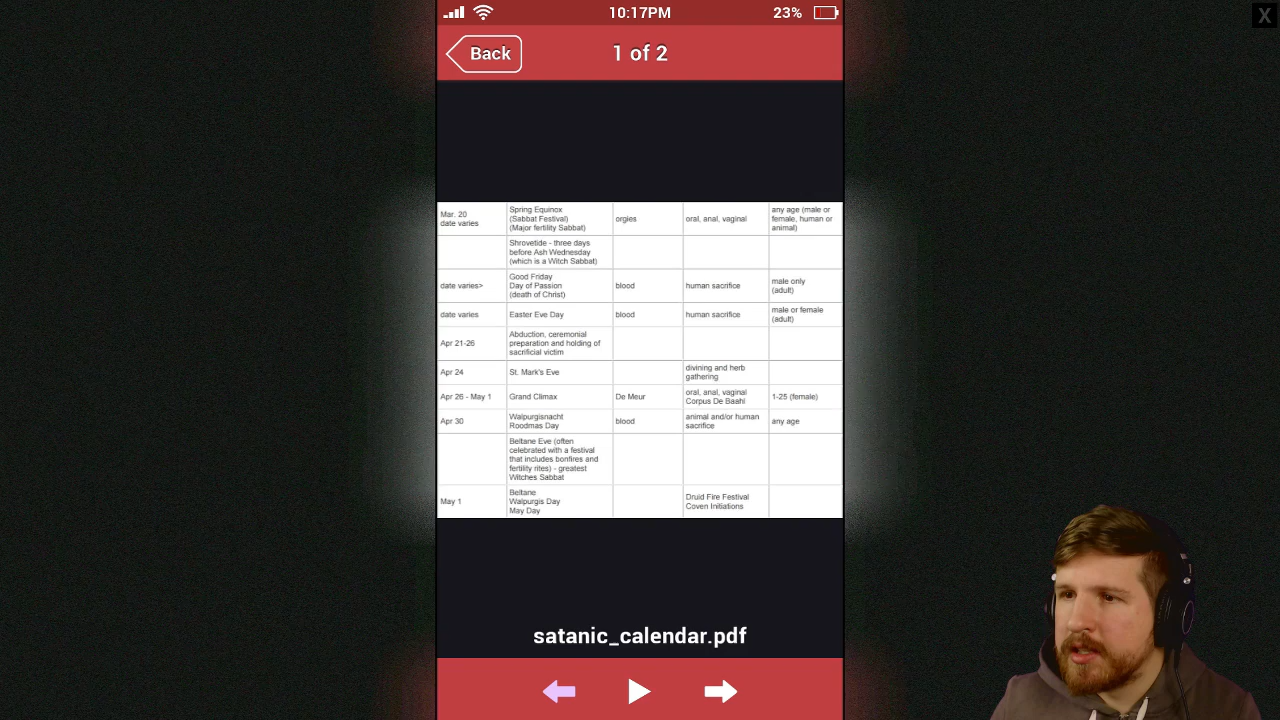 10:17PM
23%
X
Back
1 of 2
Mar. 20
date varies
Spring Equinox
(Sabbat Festival)
(Major fertility Sabbat)
orgies
oral, anal, vaginal
any age (male or
female, human or
animal)
Shrovetide - three days
before Ash Wednesday
(which is a Witch Sabbat)
date varies>
Good Friday
Day of Passion
(death of Christ)
blood
human sacrifice
male only
(adult)
date varies
Easter Eve Day
blood
human sacrifice
male or female
(adult)
Apr 21-26
Abduction, ceremonial
preparation and holding of
sacrificial victim
Apr 24
St. Mark's Eve
divining and herb
gathering
Apr 26 - May 1
Grand Climax
De Meur
oral, anal, vaginal
Corpus De Baahl
1-25 (female)
Apr 30
Walpurgisnacht
Roodmas Day
blood
animal and/or human
sacrifice
any age
Beltane Eve (often
celebrated with a festival
that includes bonfires and
fertility rites) - greatest
Witches Sabbat
May 1
Beltane
Walpurgis Day
May Day
Druid Fire Festival
Coven Initiations
satanic_calendar.pdf